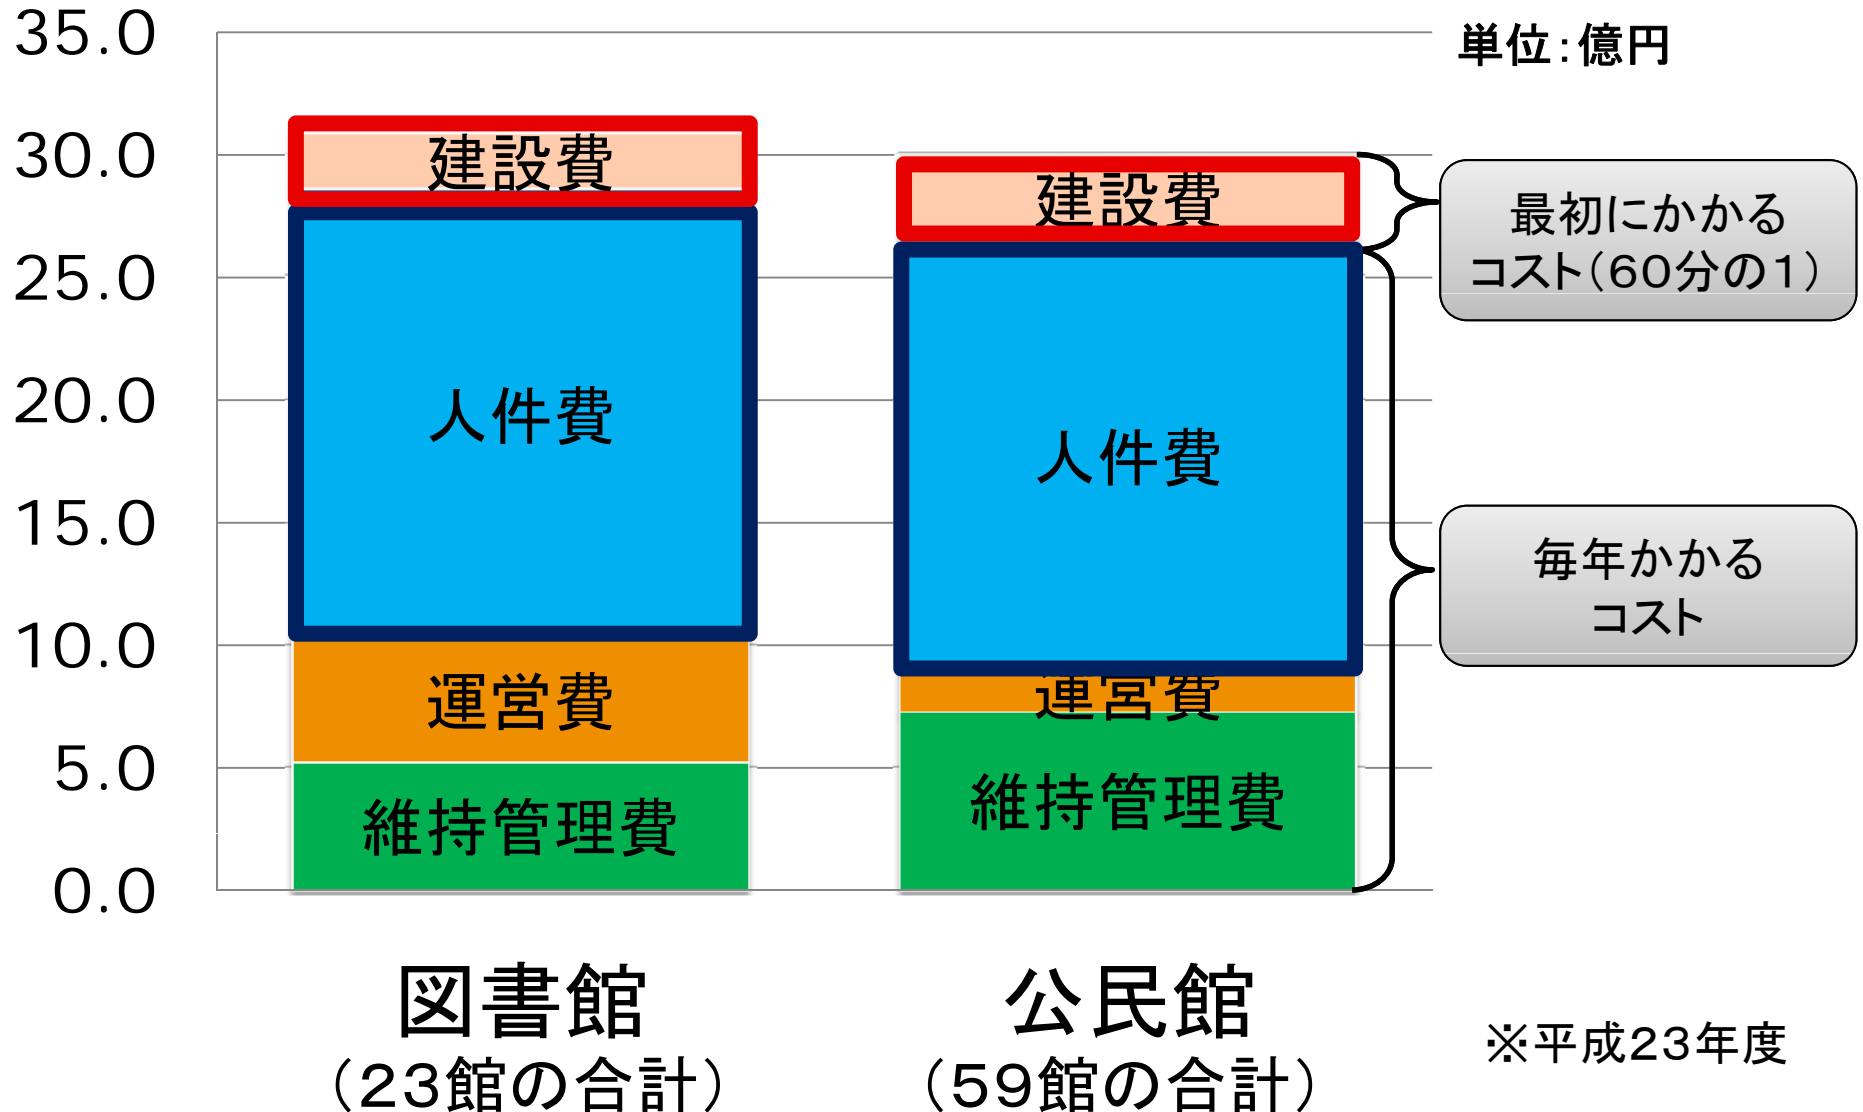 35.0
30.0
25.0
20.0
15.0
10.0
5.0
0.0
単位：億円
建設費
人件費
運営費
維持管理費
建設費
人件費
運営費
維持管理費
最初にかかる
コスト（６０分の１）
毎年かかる
コスト
図書館
（２３館の合計）
公民館
（５９館の合計）
※平成２３年度